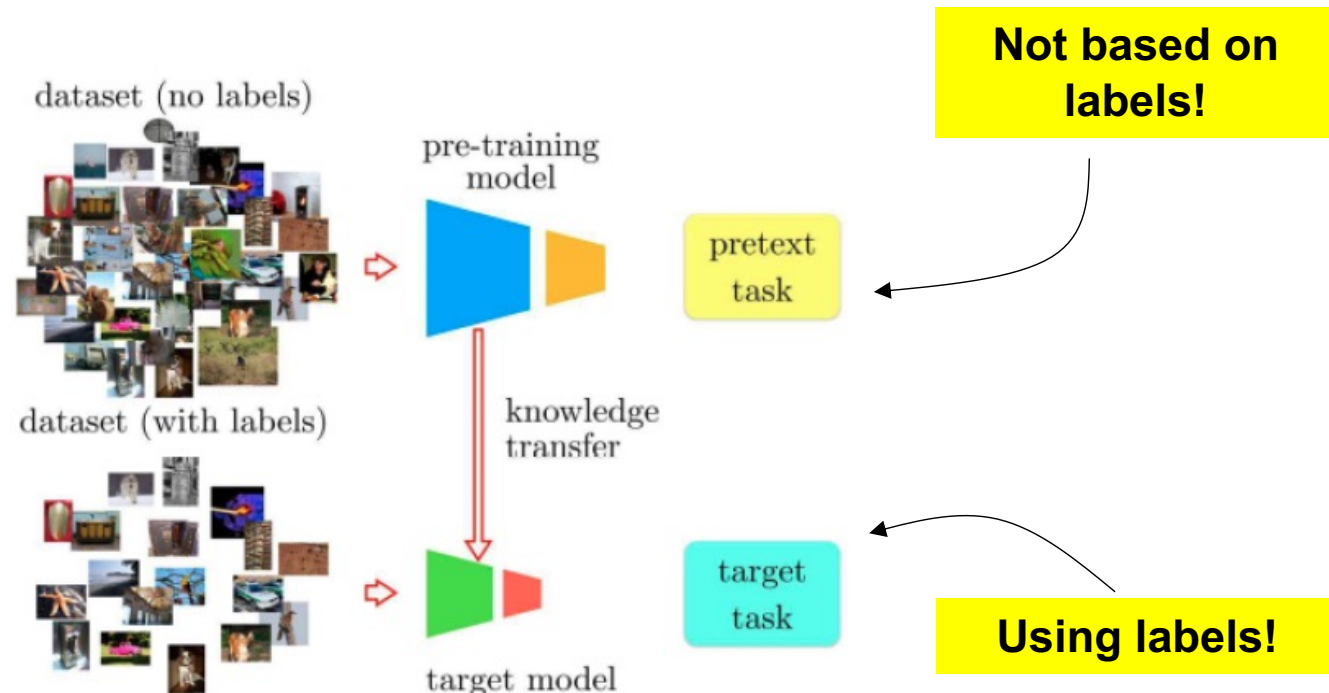 Not based on
labels!
dataset (no labels)
pre-training
model
pretext
task
knowledge
transfer
dataset (with labels)
target
task
target model
Using labels!